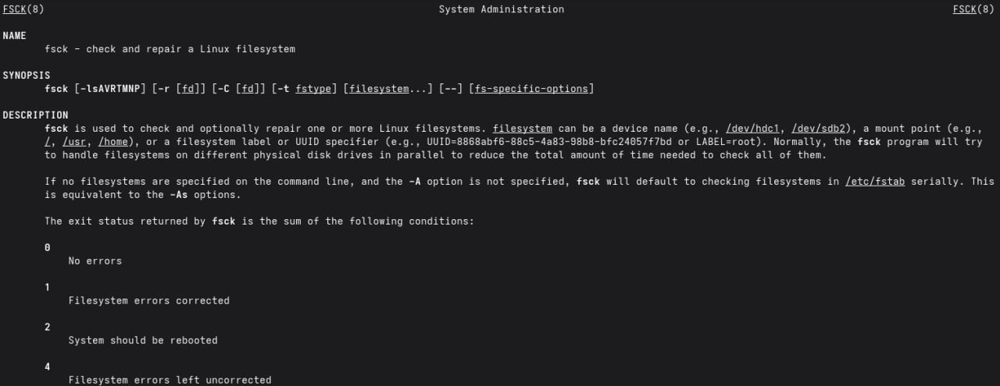 FSCK(8) System Administration FSCK(8)
NAME
fsck - check and repair a Linux filesystem
SYNOPSIS
fsck [-lsAVRTMNP] [-r [fd]] [-C [fd]] [-t fstype] [filesystem...] [--] [fs-specific-options]
DESCRIPTION
fsck is used to check and optionally repair one or more Linux filesystems. filesystem can be a device name (e.g., /dev/hdc1, /dev/sdb2), a mount point (e.g.,
/, /usr, /home), or a filesystem label or UUID specifier (e.g., UUID=8868abf6-88c5-4a83-98b8-bfc24057f7bd or LABEL=root). Normally, the fsck program will try
to handle filesystems on different physical disk drives in parallel to reduce the total amount of time needed to check all of them.
If no filesystems are specified on the command line, and the -A option is not specified, fsck will default to checking filesystems in /etc/fstab serially. This
is equivalent to the -As options.
The exit status returned by fsck is the sum of the following conditions:
0
No errors
1
Filesystem errors corrected
2
System should be rebooted
4
Filesystem errors left uncorrected